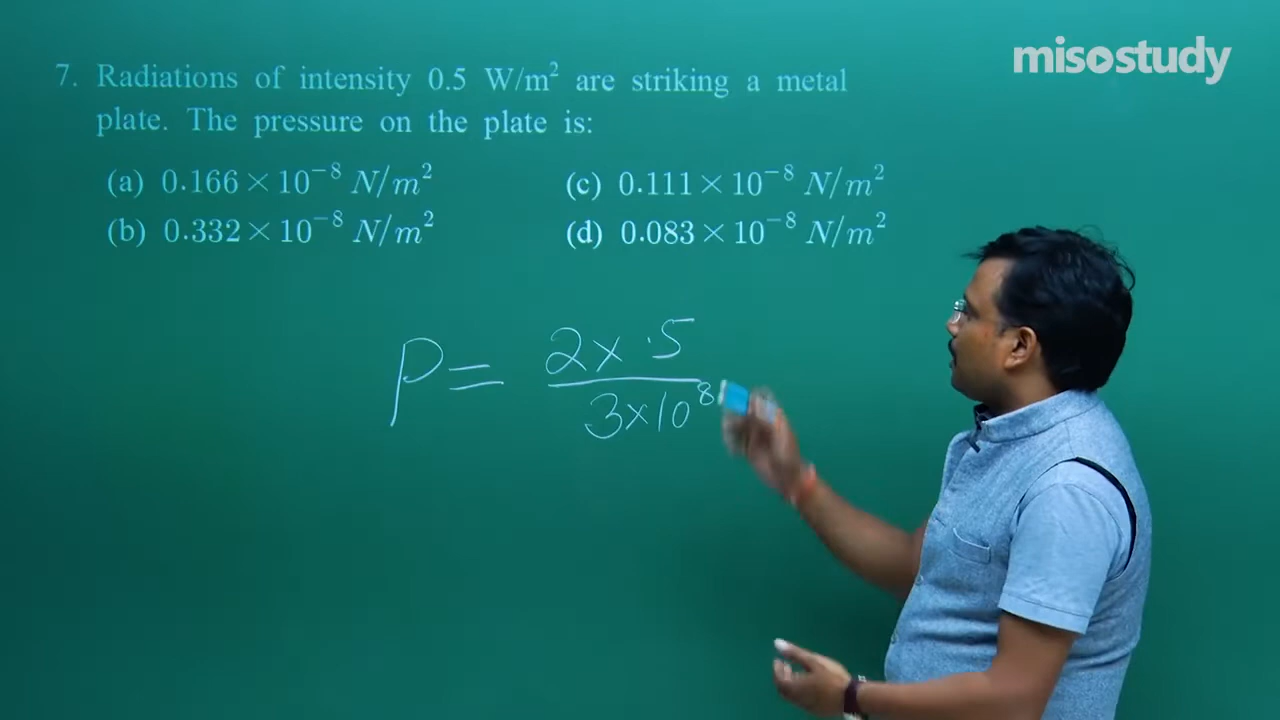 misostudy
7. Radiations of intensity 0.5 W/m² are striking a metal
plate. The pressure on the plate is:
(a) 0.166 × 10⁻⁸ N/m²
(c) 0.111 × 10⁻⁸ N/m²
(b) 0.332 × 10⁻⁸ N/m²
(d) 0.083 × 10⁻⁸ N/m²
P = 2 × .5
3 × 10⁸